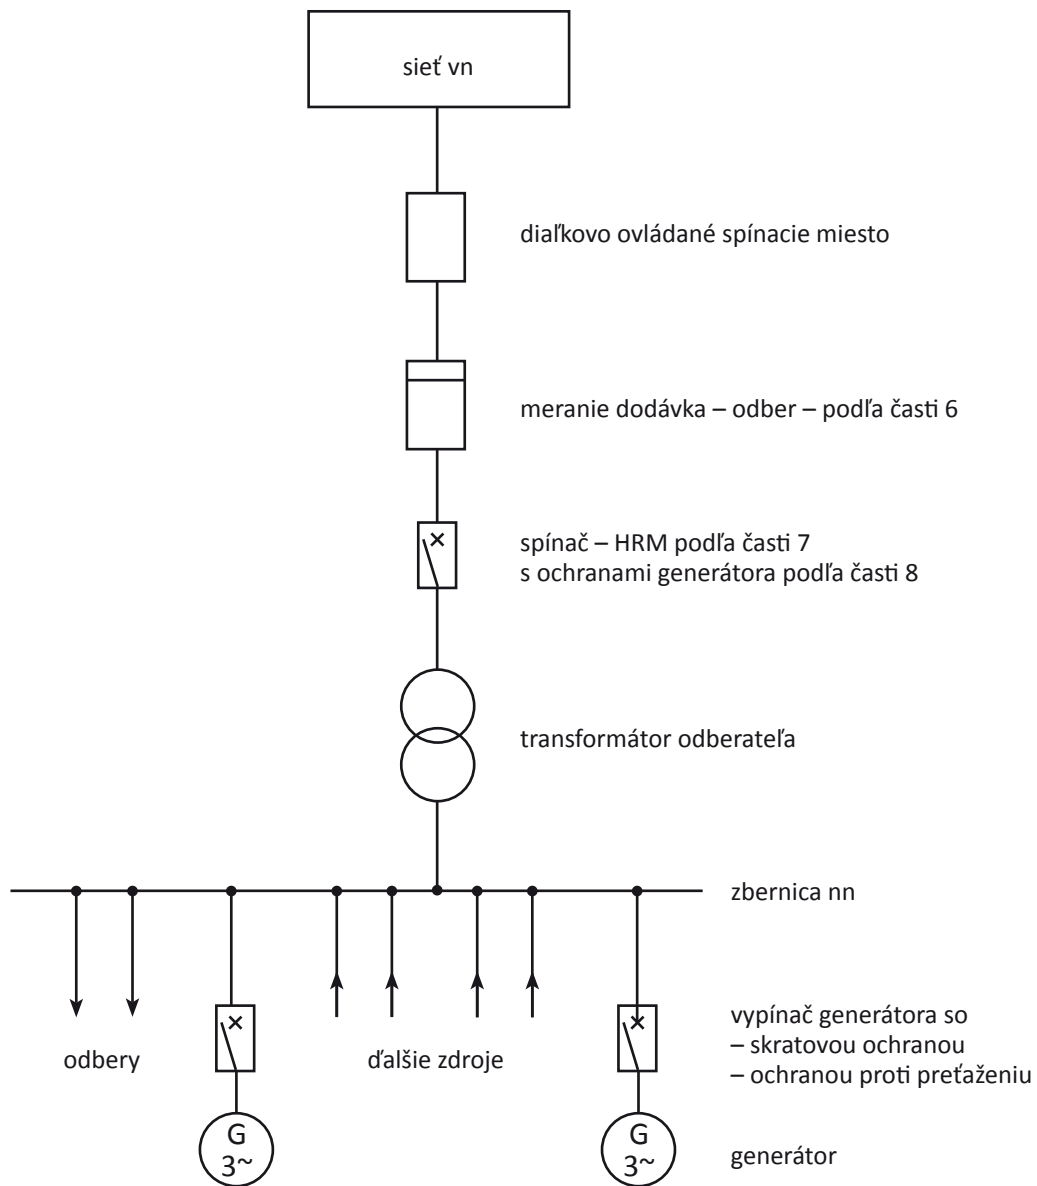 sieť vn
diaľkovo ovládané spínacie miesto
meranie dodávka – odber – podľa časti 6
spínač – HRM podľa časti 7
s ochranami generátora podľa časti 8
transformátor odberateľa
zbernica nn
odbery
ďalšie zdroje
vypínač generátora so
– skratovou ochranou
– ochranou proti preťaženiu
G
3~
G
3~
generátor